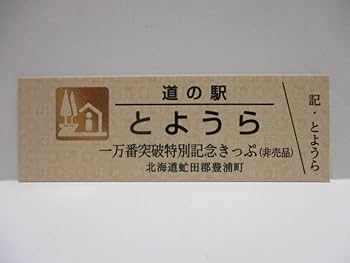 道の駅
とようら
一万番突破特別記念きっぷ(非売品)
北海道虻田郡豊浦町
記・とようら